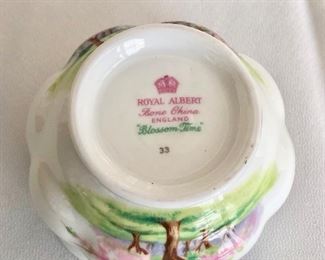 ROYAL ALBERT
Bone China
ENGLAND
"Blossom Time"
33